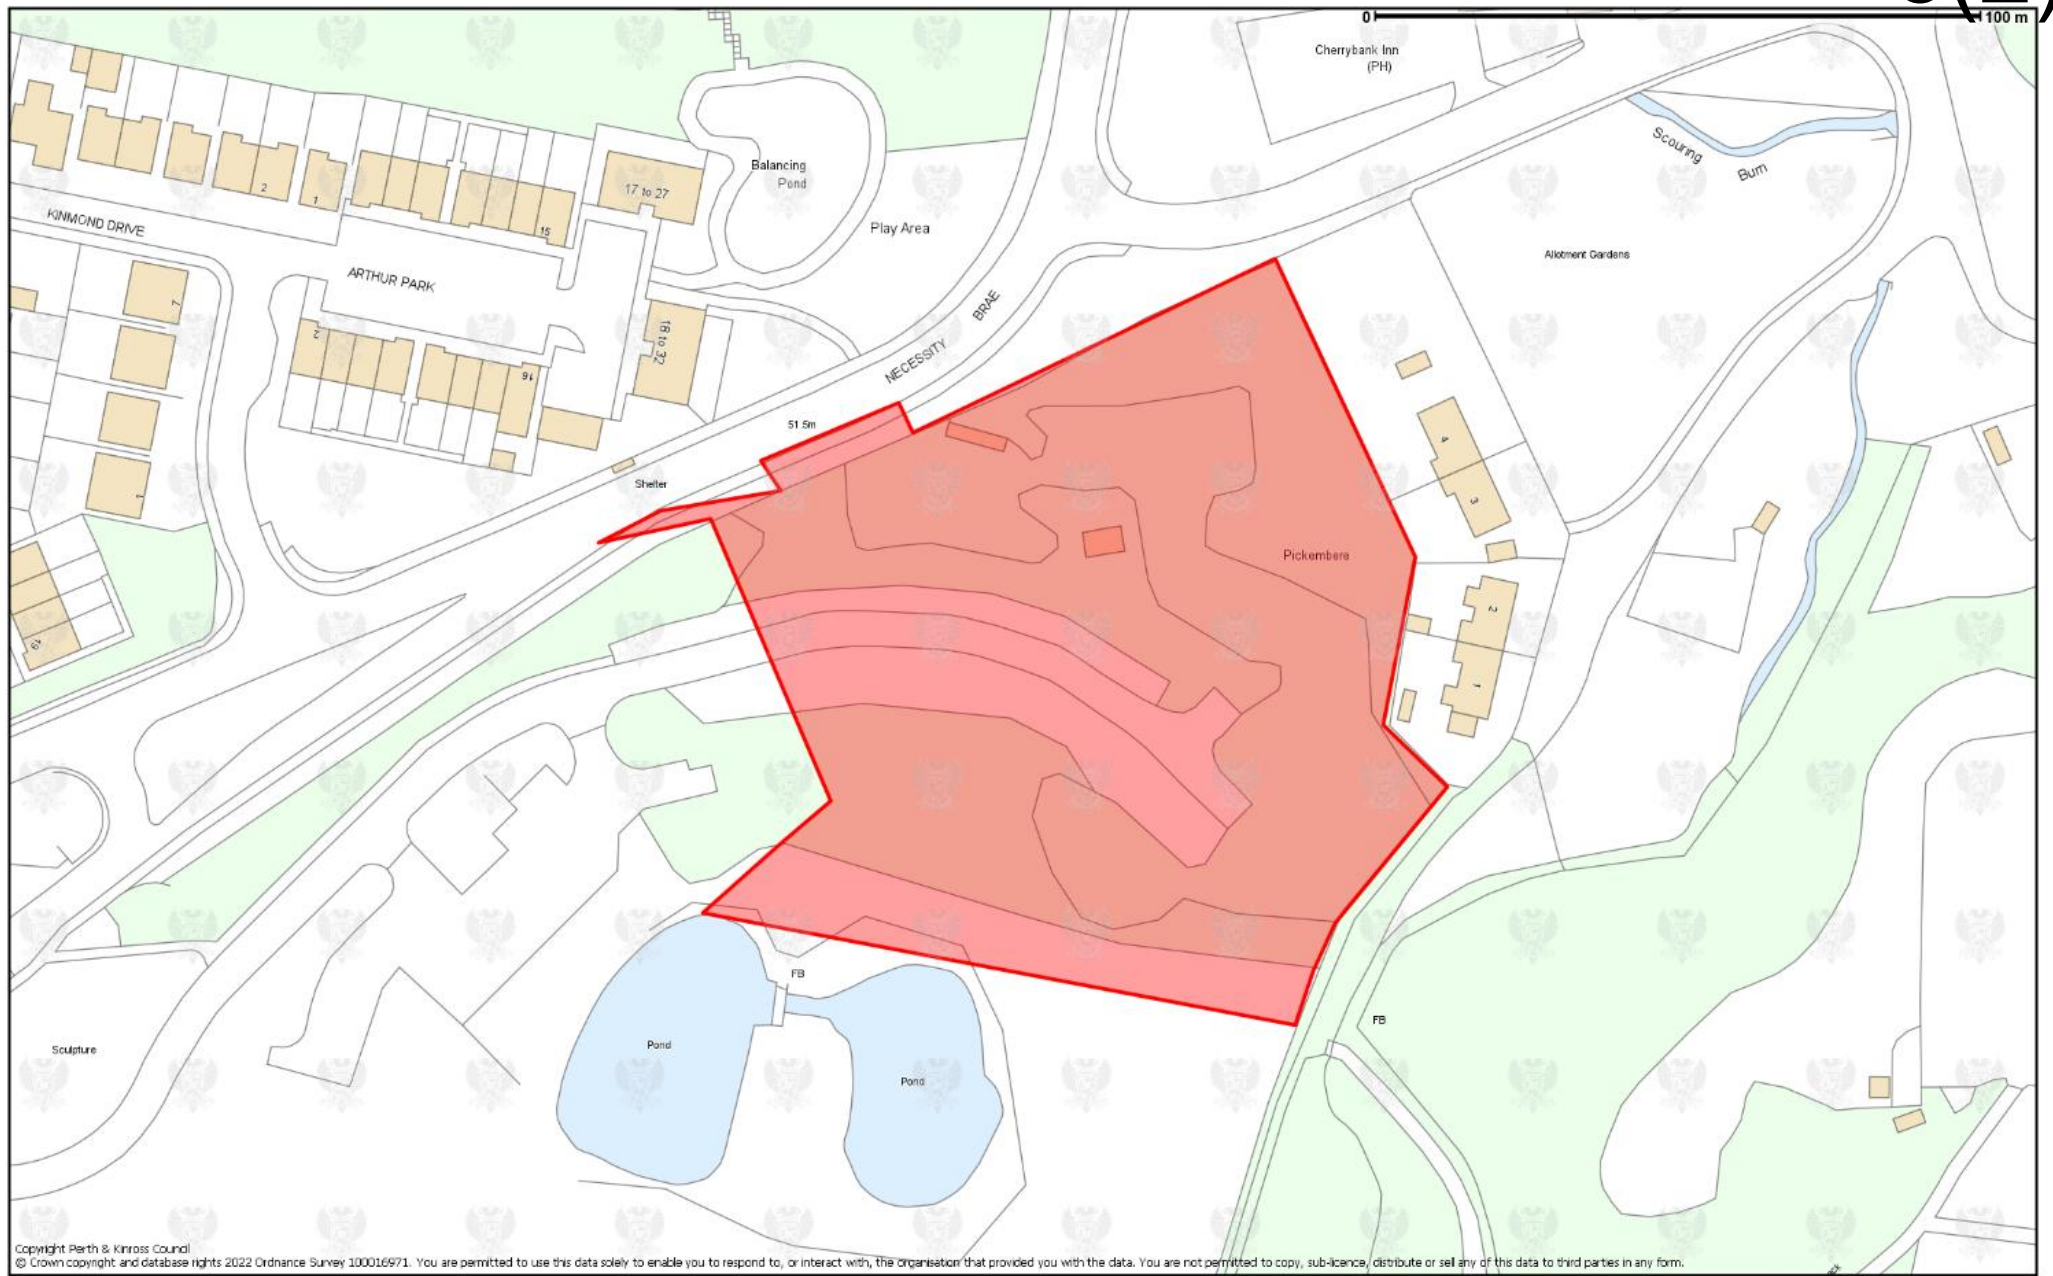 0
100 m
Cherrybank Inn
(PH)
Scouring
Burn
Balancing
Pond
17 to 27
2
1
15
Play Area
KINMOND DRIVE
ARTHUR PARK
Allotment Gardens
7
2
16
18 to 32
BRAE
NECESSITY
51.5m
Shelter
1
4
3
Pickembere
2
1
19
FB
Pond
Pond
FB
Sculpture
Copyright Perth & Kinross Council
© Crown copyright and database rights 2022 Ordnance Survey 100016971. You are permitted to use this data solely to enable you to respond to, or interact with, the organisation that provided you with the data. You are not permitted to copy, sub-licence, distribute or sell any of this data to third parties in any form.